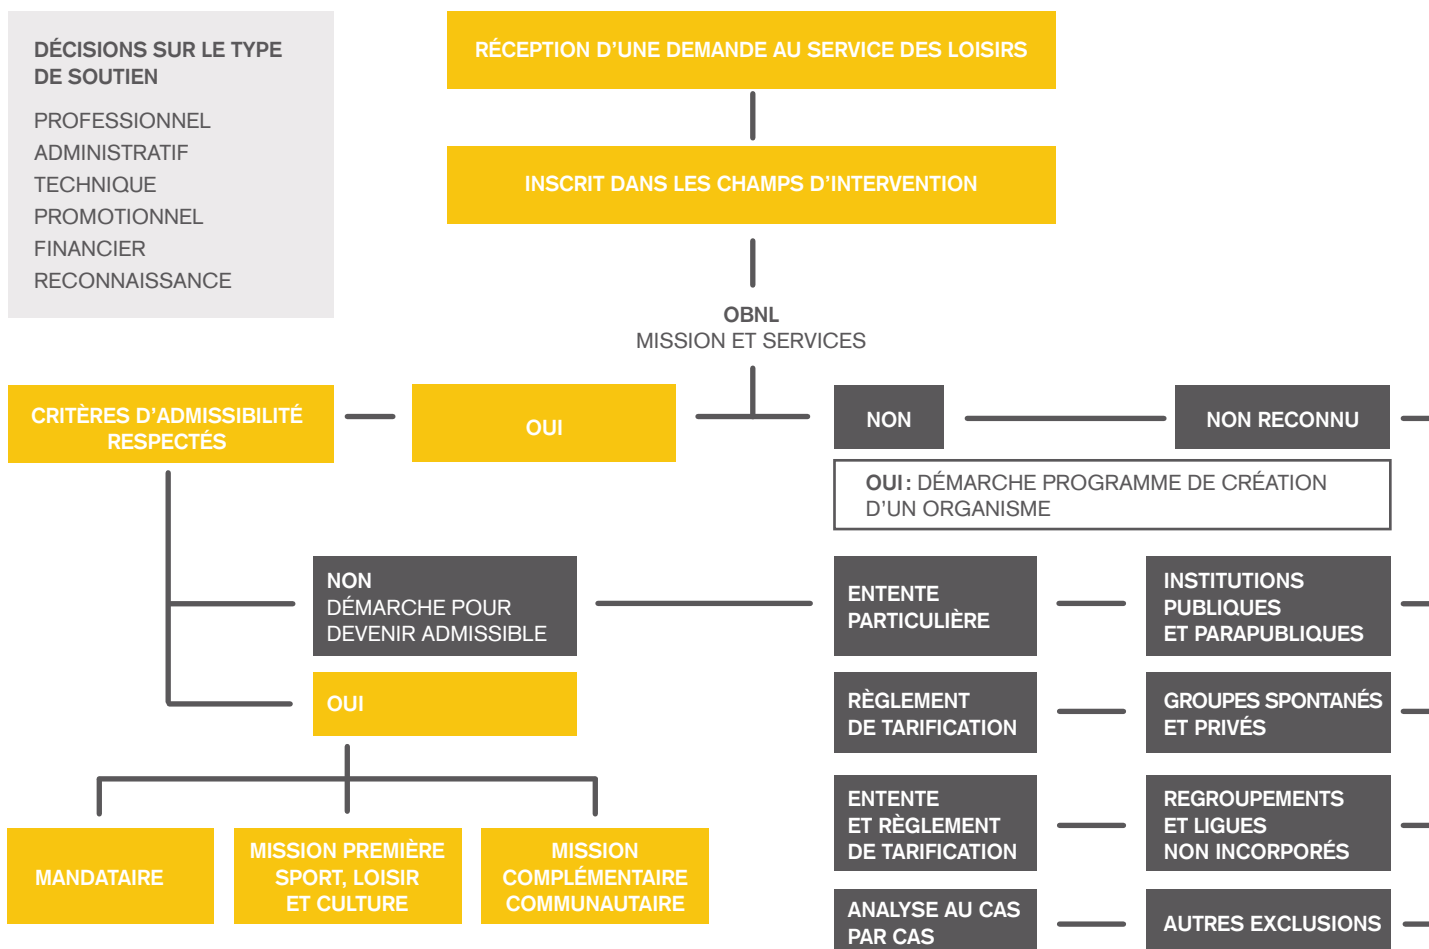 DÉCISIONS SUR LE TYPE
DE SOUTIEN
PROFESSIONNEL
ADMINISTRATIF
TECHNIQUE
PROMOTIONNEL
FINANCIER
RECONNAISSANCE
RÉCEPTION D’UNE DEMANDE AU SERVICE DES LOISIRS
INSCRIT DANS LES CHAMPS D’INTERVENTION
OBNL
MISSION ET SERVICES
CRITÈRES D’ADMISSIBILITÉ
RESPECTÉS
OUI
NON
NON RECONNU
OUI : DÉMARCHE PROGRAMME DE CRÉATION
D’UN ORGANISME
NON
DÉMARCHE POUR
DEVENIR ADMISSIBLE
ENTENTE
PARTICULIÈRE
INSTITUTIONS
PUBLIQUES
ET PARAPUBLIQUES
OUI
RÈGLEMENT
DE TARIFICATION
GROUPES SPONTANÉS
ET PRIVÉS
ENTENTE
ET RÈGLEMENT
DE TARIFICATION
REGROUPEMENTS
ET LIGUES
NON INCORPORÉS
MANDATAIRE
MISSION PREMIÈRE
SPORT, LOISIR
ET CULTURE
MISSION
COMPLÉMENTAIRE
COMMUNAUTAIRE
ANALYSE AU CAS
PAR CAS
AUTRES EXCLUSIONS